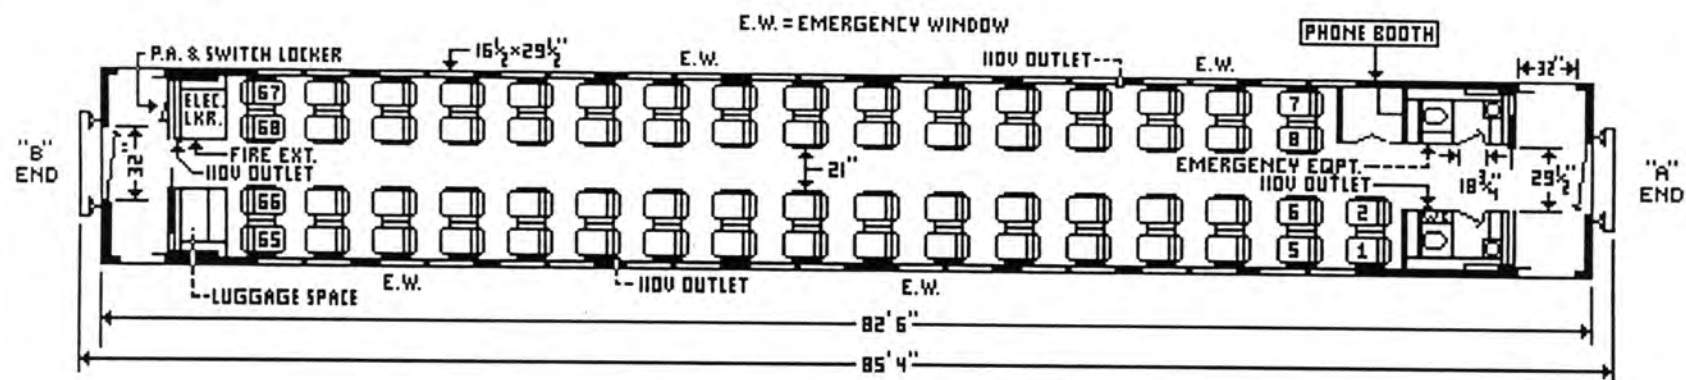 E.W. = EMERGENCY WINDOW
PHONE BOOTH
P.A. & SWITCH LOCKER
16½×29½"
E.W.
110V OUTLET
E.W.
32"
ELEC.
LKR.
67
68
7
8
"B"
END
32"
FIRE EXT.
110V OUTLET
21"
EMERGENCY EQPT.
110V OUTLET
18¾"
29½"
"A"
END
66
65
6
5
2
1
LUGGAGE SPACE
E.W.
110V OUTLET
E.W.
82'6"
85'4"